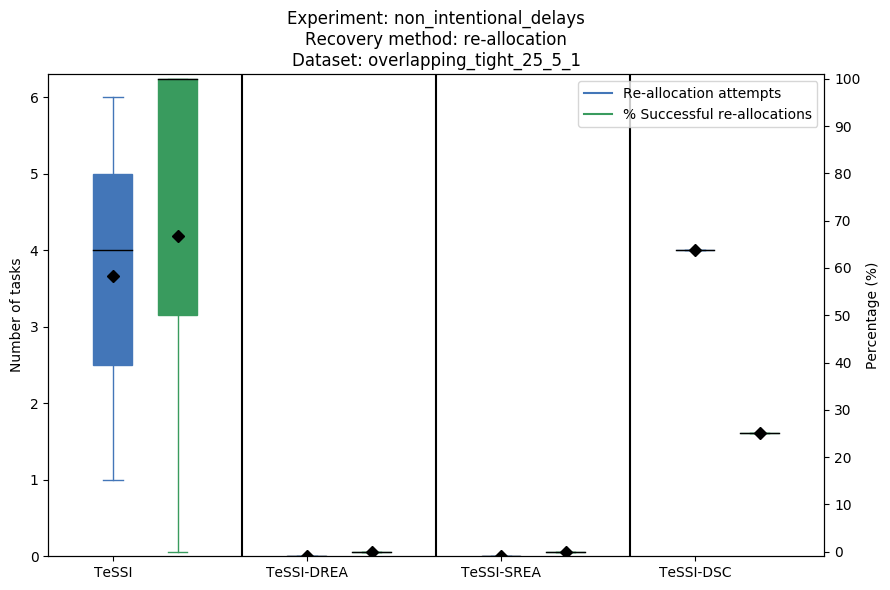 Experiment: non_intentional_delays
Recovery method: re-allocation
Dataset: overlapping_tight_25_5_1
Re-allocation attempts
% Successful re-allocations
Number of tasks
6
5
4
3
2
1
0
Percentage (%)
100
90
80
70
60
50
40
30
20
10
0
TeSSI
TeSSI-DREA
TeSSI-SREA
TeSSI-DSC